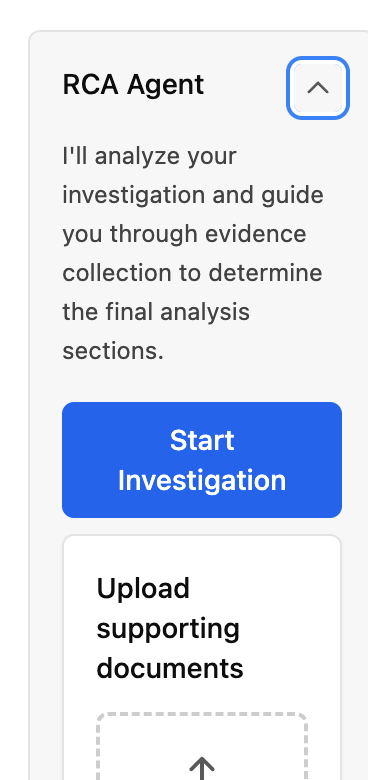 RCA Agent
I'll analyze your
investigation and guide
you through evidence
collection to determine
the final analysis
sections.
Start
Investigation
Upload
supporting
documents